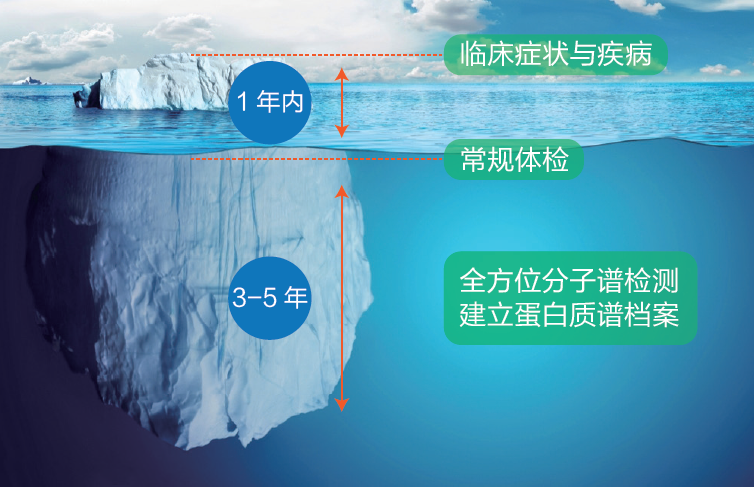 临床症状与疾病
1 年内
常规体检
3-5 年
全方位分子谱检测
建立蛋白质谱档案